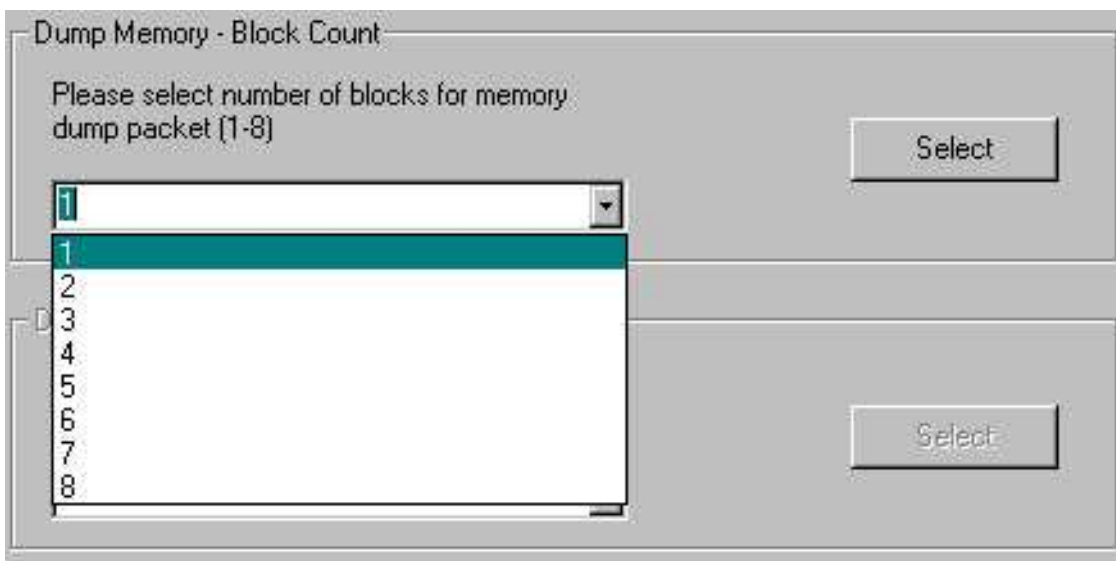 Dump Memory - Block Count
Please select number of blocks for memory
dump packet (1-8)
Select
1
1
2
3
4
5
6
7
8
D
Select